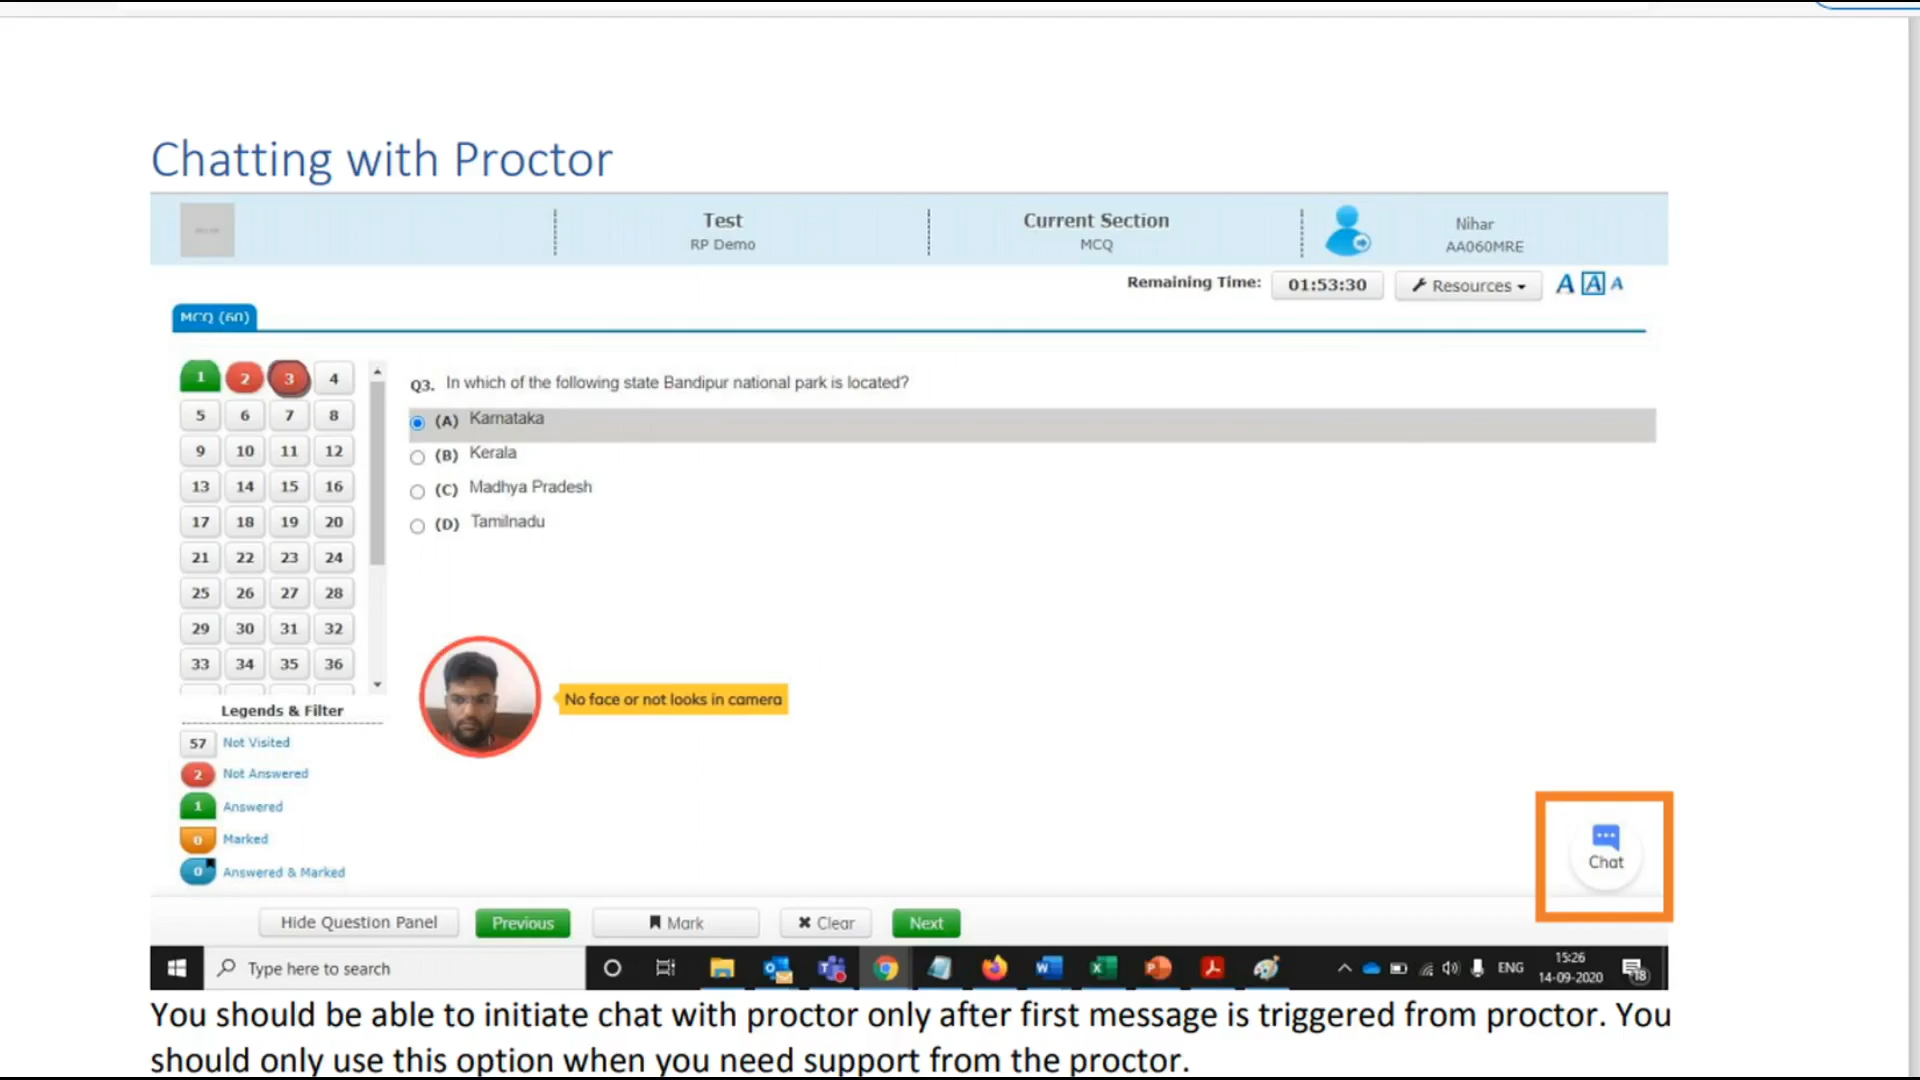 Chatting with Proctor
Test
RP Demo
Current Section
MCQ
Nihar
AA060MRE
Remaining Time:
01:53:30
Resources
A A A
MCQ (60)
1 2 3 4
5 6 7 8
9 10 11 12
13 14 15 16
17 18 19 20
21 22 23 24
25 26 27 28
29 30 31 32
33 34 35 36
Q3. In which of the following state Bandipur national park is located?
(A) Karnataka
(B) Kerala
(C) Madhya Pradesh
(D) Tamilnadu
No face or not looks in camera
Legends & Filter
57 Not Visited
2 Not Answered
1 Answered
0 Marked
0 Answered & Marked
Chat
Hide Question Panel
Previous
Mark
Clear
Next
Type here to search
ENG
15:26
14-09-2020
18
You should be able to initiate chat with proctor only after first message is triggered from proctor. You
should only use this option when you need support from the proctor.